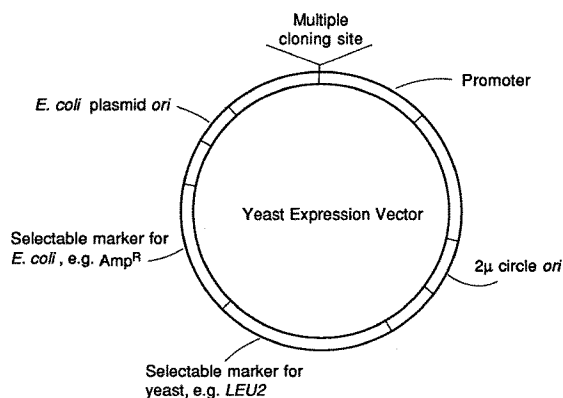 Multiple
cloning site
Promoter
E. coli plasmid ori
Yeast Expression Vector
Selectable marker for
E. coli , e.g. Amp^R
2μ circle ori
Selectable marker for
yeast, e.g. LEU2